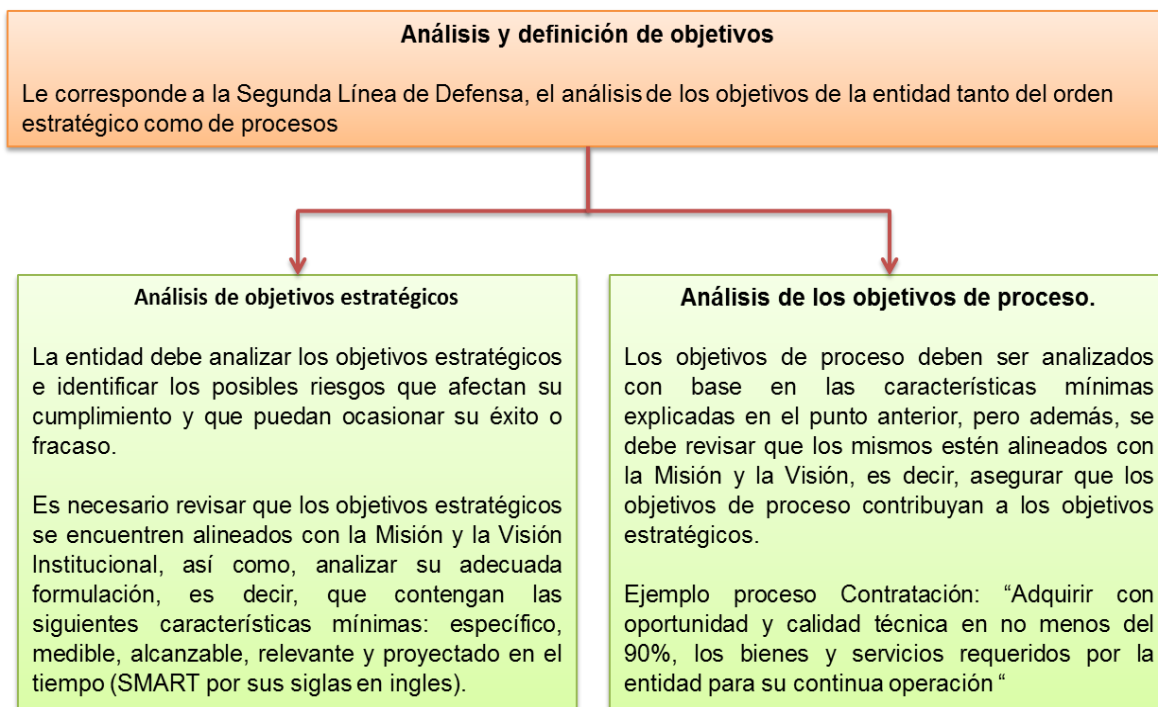 Análisis y definición de objetivos
Le corresponde a la Segunda Línea de Defensa, el análisis de los objetivos de la entidad tanto del orden
estratégico como de procesos
Análisis de objetivos estratégicos
La entidad debe analizar los objetivos estratégicos
e identificar los posibles riesgos que afectan su
cumplimiento y que puedan ocasionar su éxito o
fracaso.
Es necesario revisar que los objetivos estratégicos
se encuentren alineados con la Misión y la Visión
Institucional, así como, analizar su adecuada
formulación, es decir, que contengan las
siguientes características mínimas: específico,
medible, alcanzable, relevante y proyectado en el
tiempo (SMART por sus siglas en ingles).
Análisis de los objetivos de proceso.
Los objetivos de proceso deben ser analizados
con base en las características mínimas
explicadas en el punto anterior, pero además, se
debe revisar que los mismos estén alineados con
la Misión y la Visión, es decir, asegurar que los
objetivos de proceso contribuyan a los objetivos
estratégicos.
Ejemplo proceso Contratación: “Adquirir con
oportunidad y calidad técnica en no menos del
90%, los bienes y servicios requeridos por la
entidad para su continua operación “